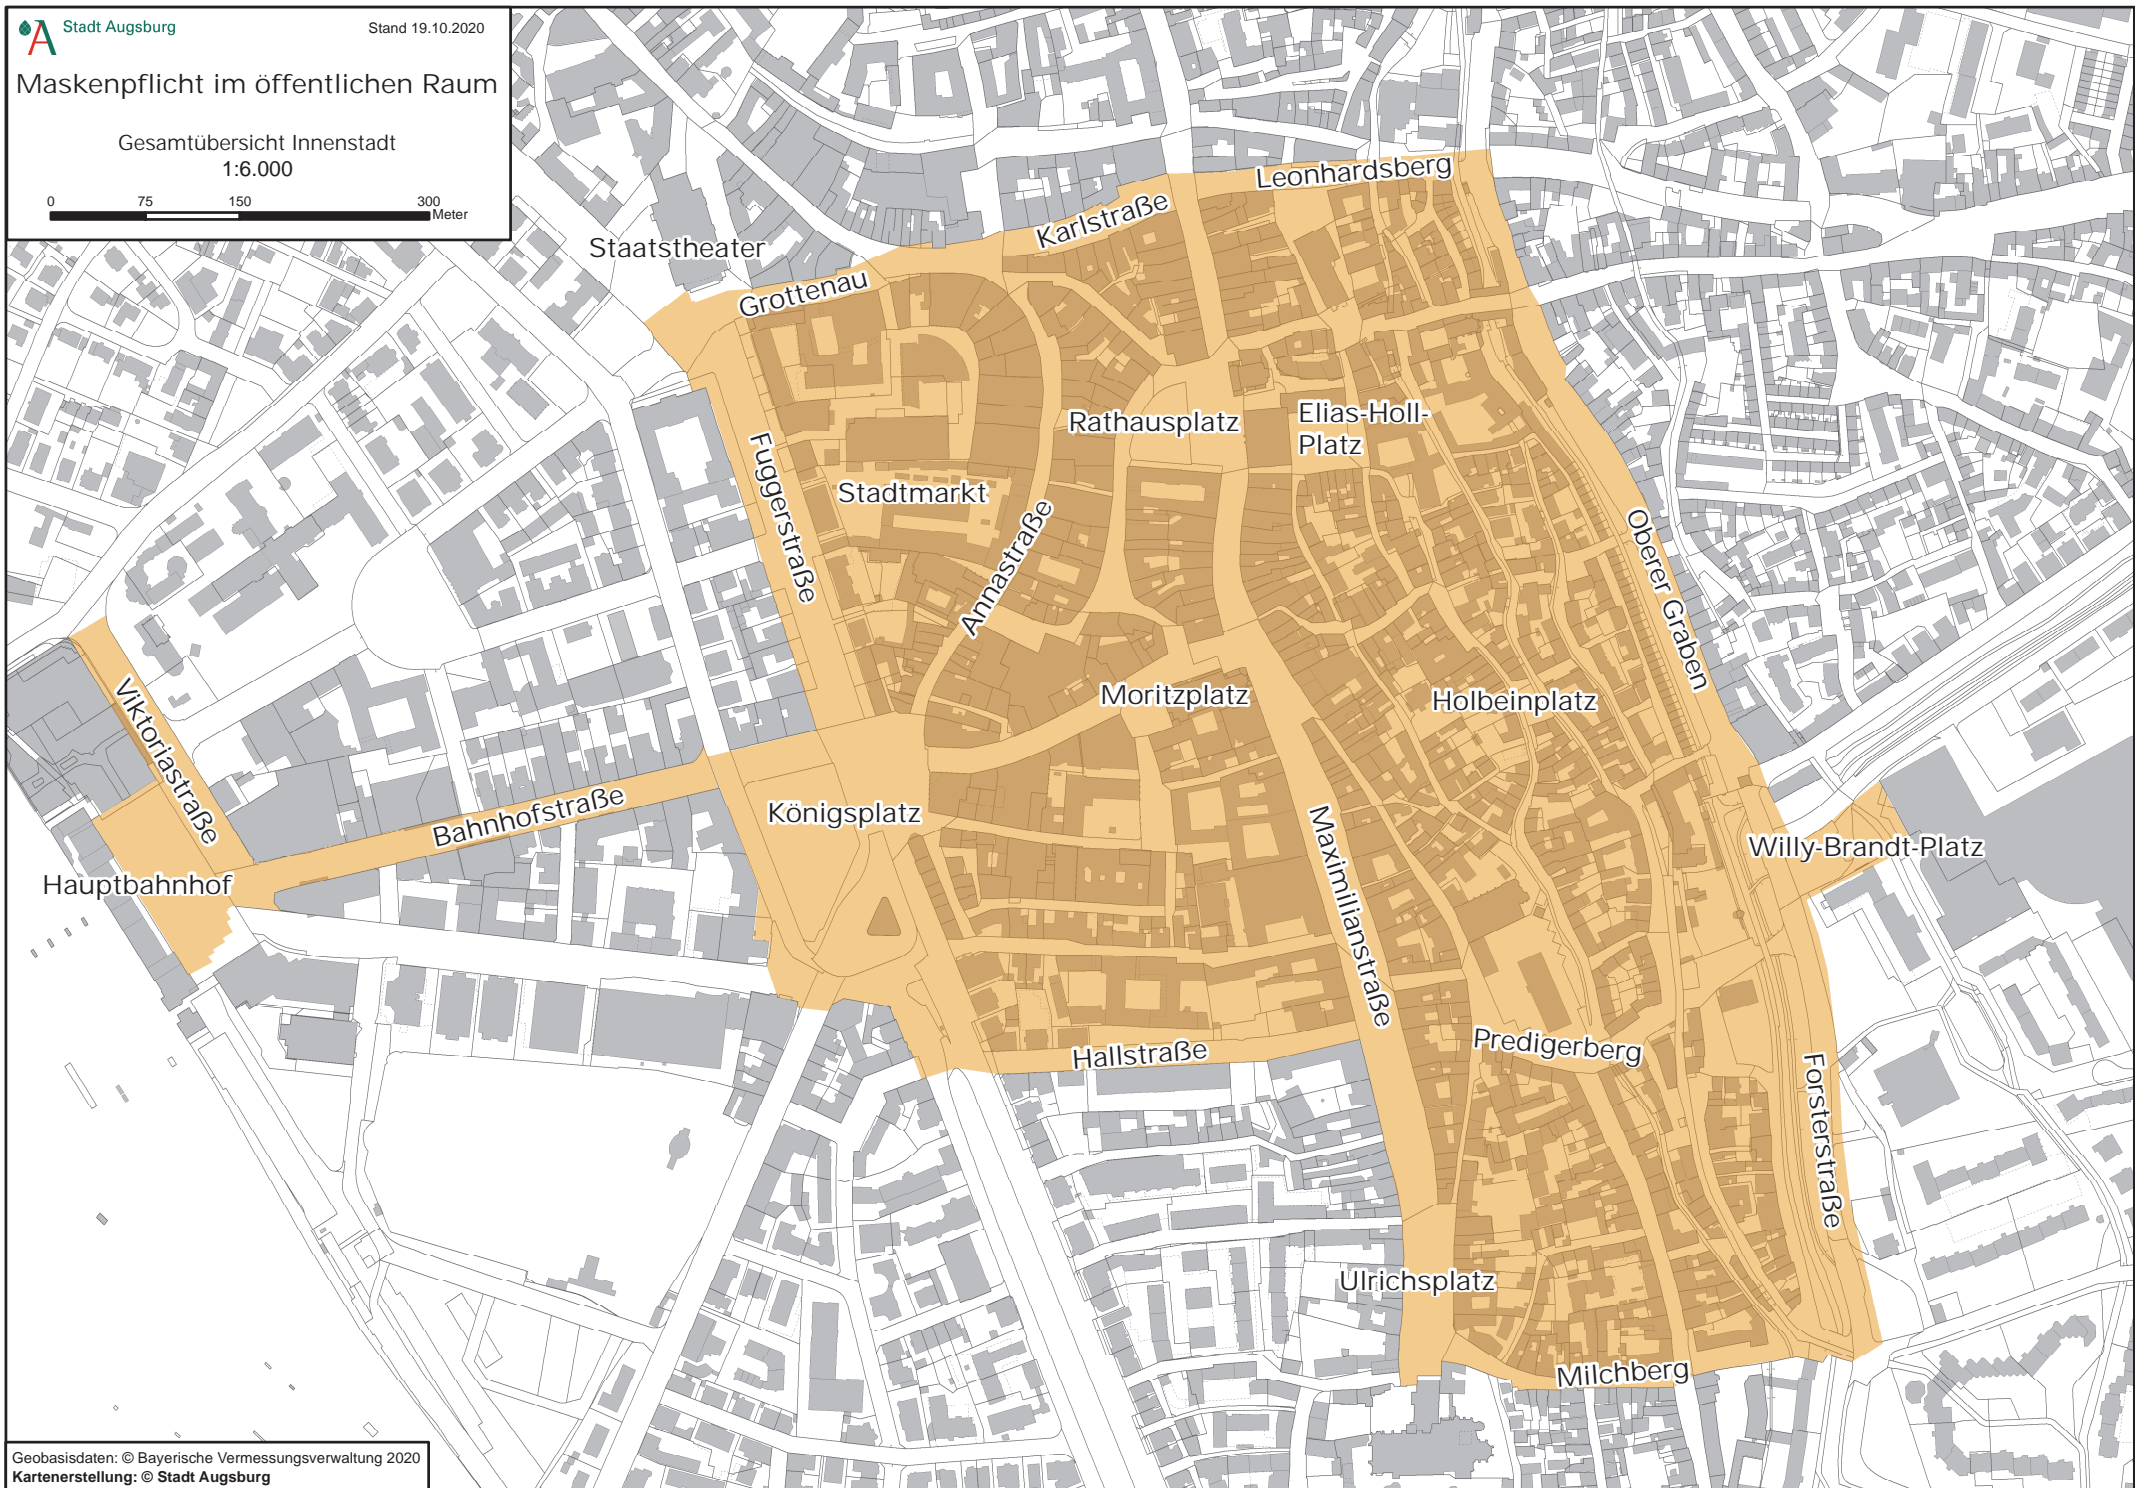 Stadt Augsburg
Stand 19.10.2020
Maskenpflicht im öffentlichen Raum
Gesamtübersicht Innenstadt
1:6.000
0 75 150 300
Meter
Leonhardsberg
Karlstraße
Staatstheater
Grottenau
Rathausplatz
Elias-Holl-
Platz
Fuggerstraße
Stadtmarkt
Annastraße
Oberer Graben
Viktoriastraße
Moritzplatz
Holbeinplatz
Bahnhofstraße
Königsplatz
Maximilianstraße
Willy-Brandt-Platz
Hauptbahnhof
Hallstraße
Predigerberg
Forsterstraße
Ulrichsplatz
Milchberg
Geobasisdaten: © Bayerische Vermessungsverwaltung 2020
Kartenerstellung: © Stadt Augsburg